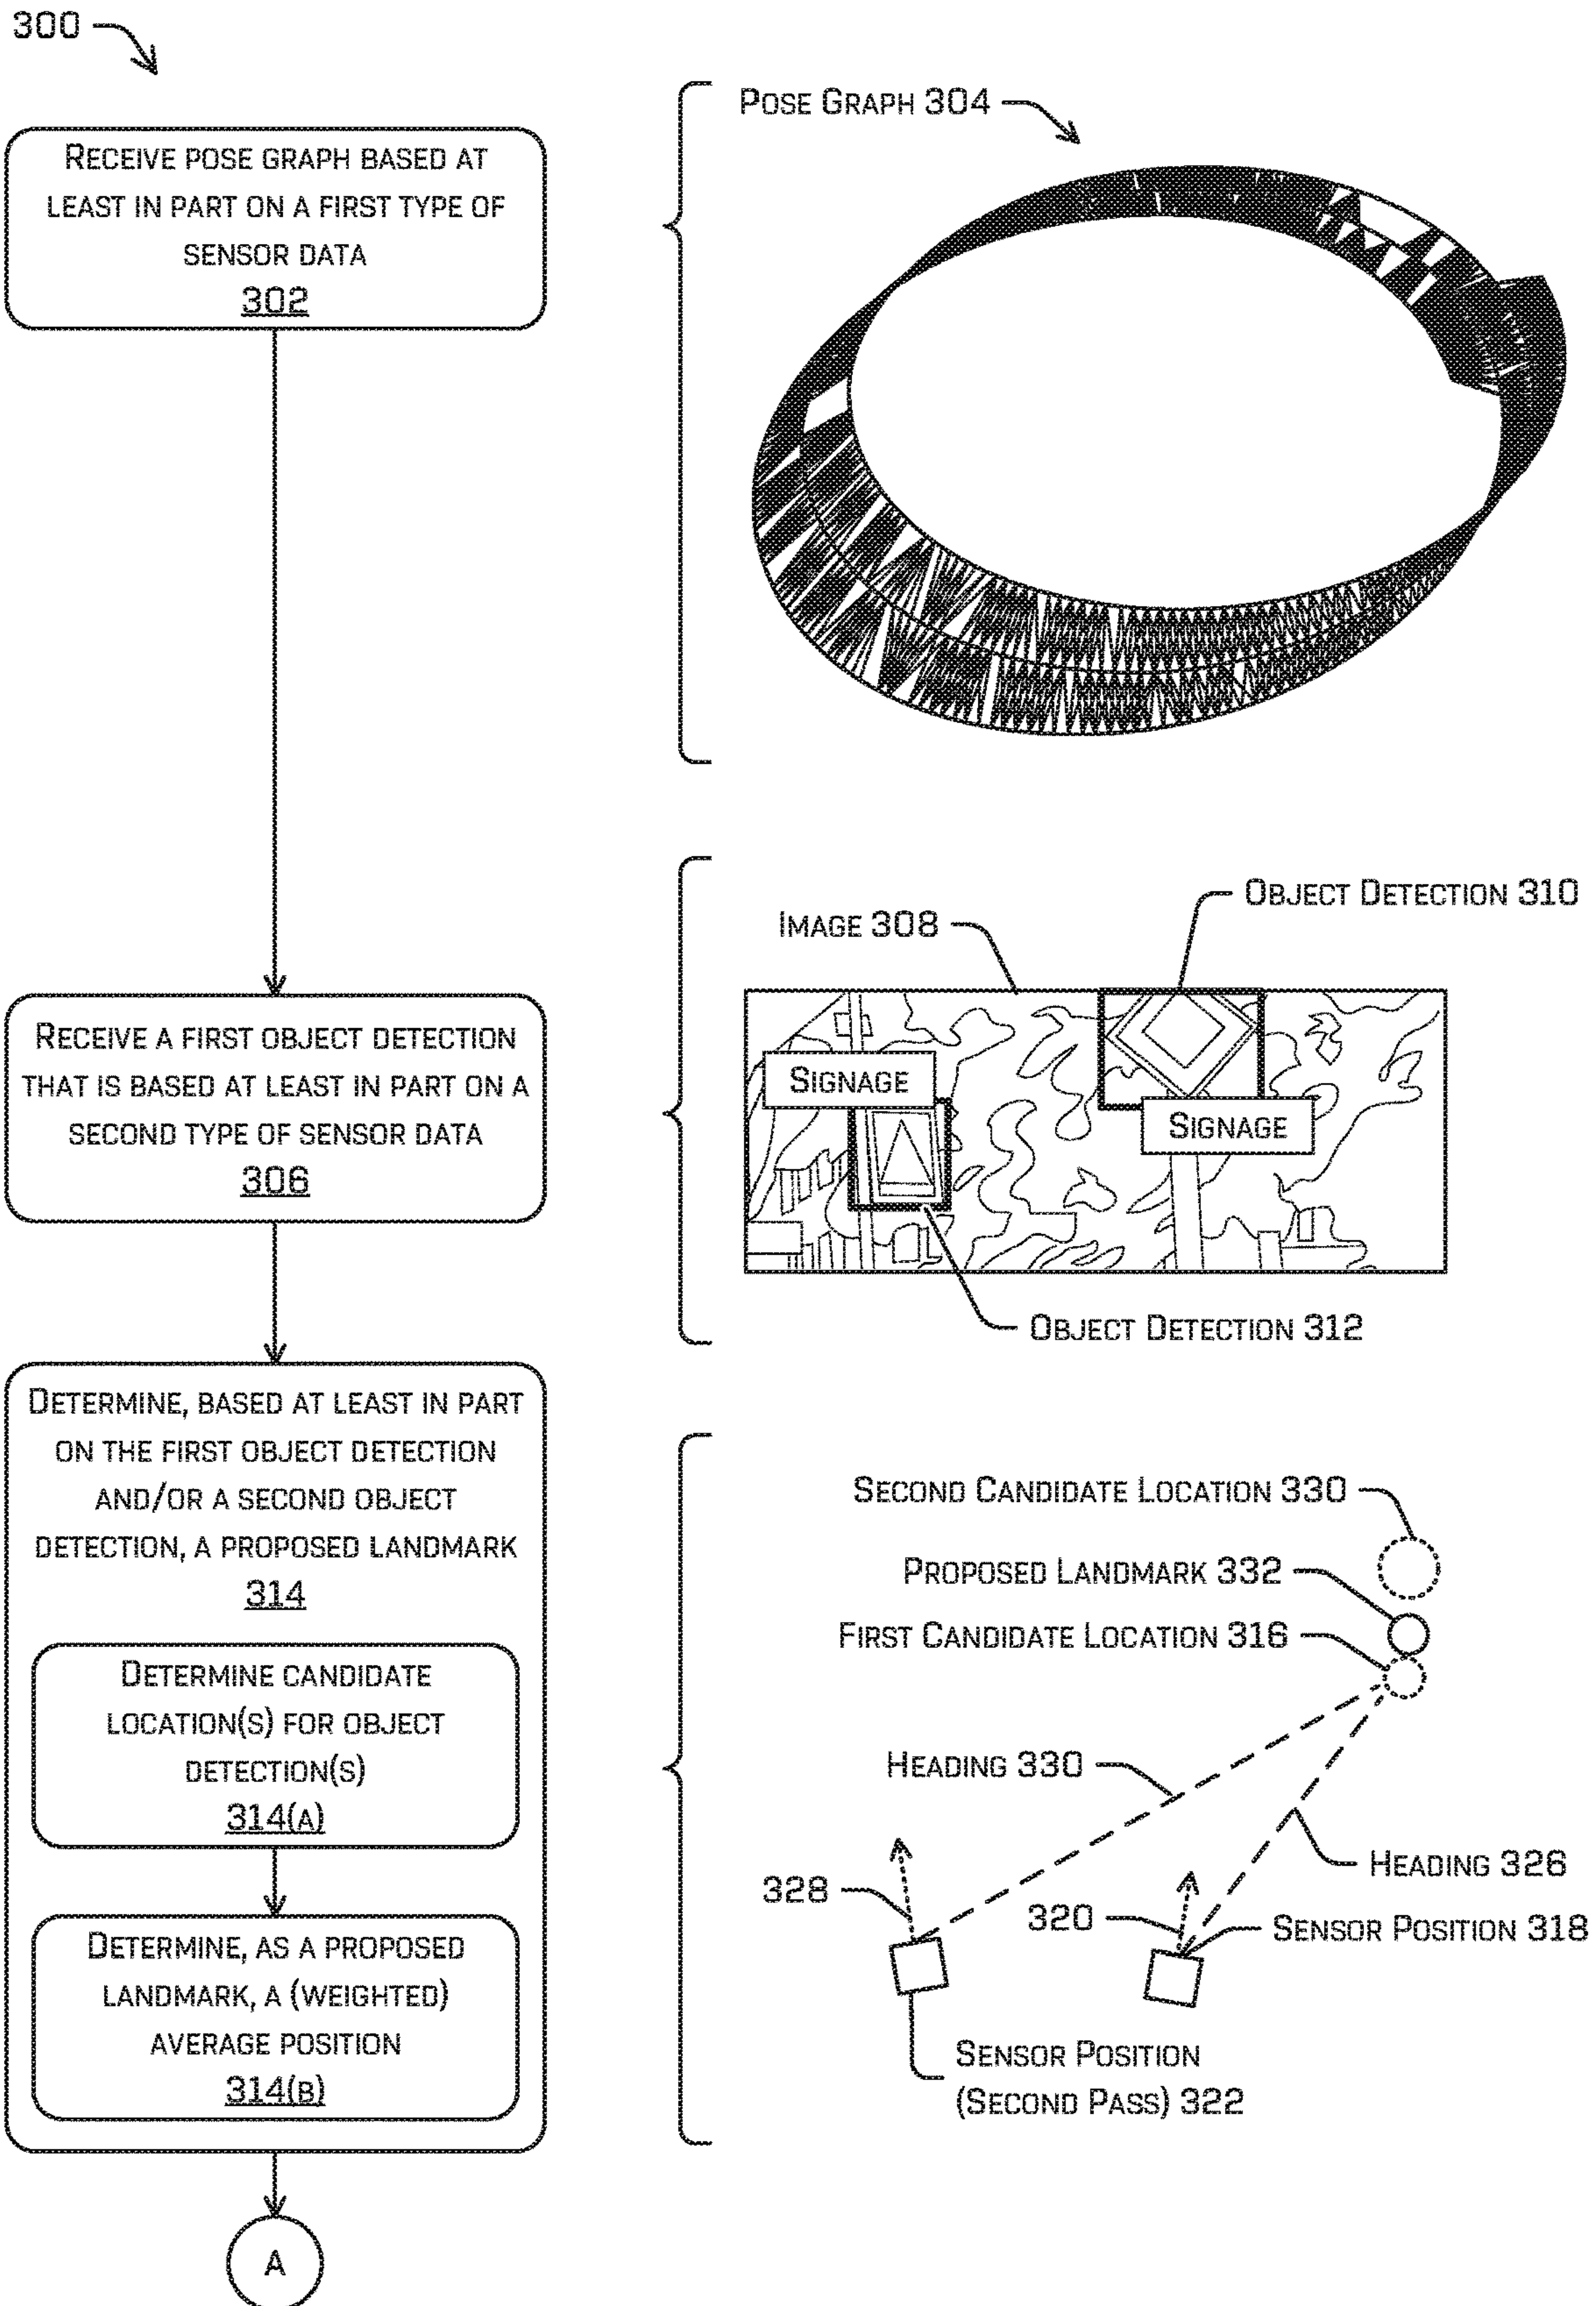 300
RECEIVE POSE GRAPH BASED AT
LEAST IN PART ON A FIRST TYPE OF
SENSOR DATA
302
POSE GRAPH 304
RECEIVE A FIRST OBJECT DETECTION
THAT IS BASED AT LEAST IN PART ON A
SECOND TYPE OF SENSOR DATA
306
OBJECT DETECTION 310
IMAGE 308
SIGNAGE
SIGNAGE
OBJECT DETECTION 312
DETERMINE, BASED AT LEAST IN PART
ON THE FIRST OBJECT DETECTION
AND/OR A SECOND OBJECT
DETECTION, A PROPOSED LANDMARK
314
DETERMINE CANDIDATE
LOCATION(S) FOR OBJECT
DETECTION(S)
314(A)
DETERMINE, AS A PROPOSED
LANDMARK, A (WEIGHTED)
AVERAGE POSITION
314(B)
SECOND CANDIDATE LOCATION 330
PROPOSED LANDMARK 332
FIRST CANDIDATE LOCATION 316
HEADING 330
HEADING 326
328
320
SENSOR POSITION 318
SENSOR POSITION
(SECOND PASS) 322
A